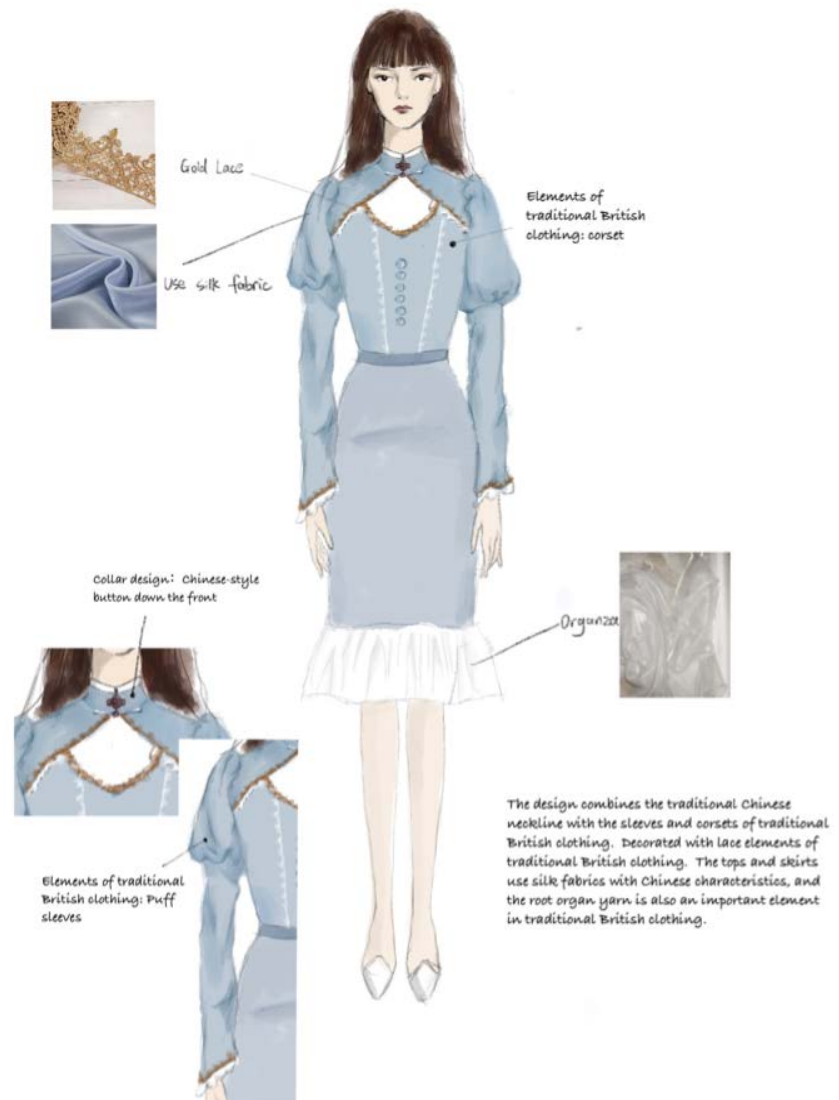 Gold Lace
Elements of
traditional British
clothing: corset
Use silk fabric
Collar design: Chinese-style
button down the front
Organza
The design combines the traditional Chinese
neckline with the sleeves and corsets of traditional
British clothing. Decorated with lace elements of
traditional British clothing. The tops and skirts
use silk fabrics with Chinese characteristics, and
the root organ yarn is also an important element
in traditional British clothing.
Elements of traditional
British clothing: Puff
sleeves